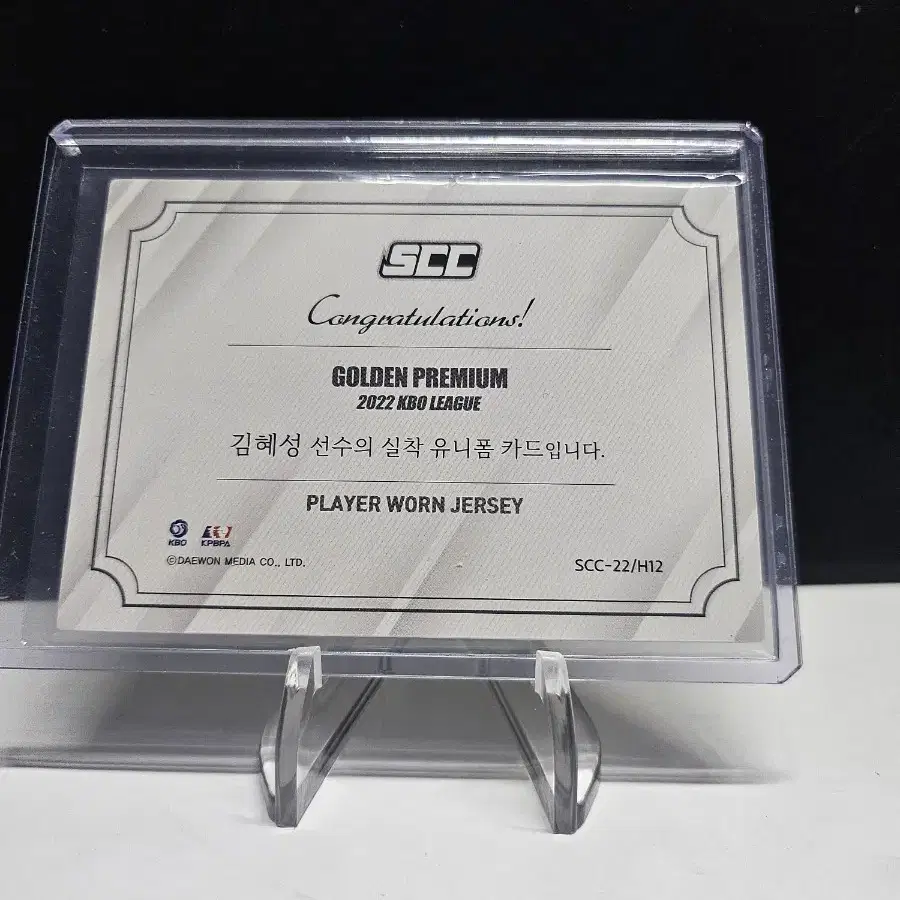 SCC
Congratulations!
GOLDEN PREMIUM
2022 KBO LEAGUE
김혜성 선수의 실착 유니폼 카드입니다.
PLAYER WORN JERSEY
KBO KPBPA
©DAEWON MEDIA CO., LTD.
SCC-22/H12